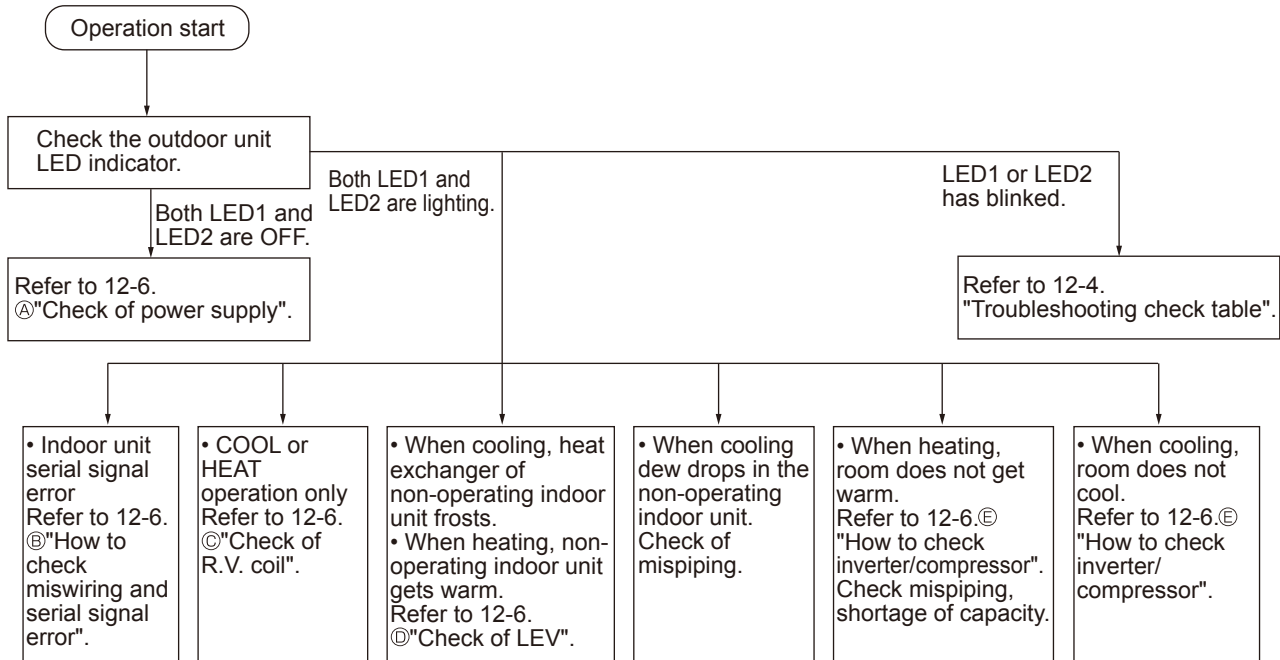 Operation start
Check the outdoor unit
LED indicator.
Both LED1 and
LED2 are lighting.
LED1 or LED2
has blinked.
Both LED1 and
LED2 are OFF.
Refer to 12-6.
Ⓐ"Check of power supply".
Refer to 12-4.
"Troubleshooting check table".
• Indoor unit
serial signal
error
Refer to 12-6.
Ⓑ"How to
check
miswiring and
serial signal
error".
• COOL or
HEAT
operation only
Refer to 12-6.
Ⓒ"Check of
R.V. coil".
• When cooling, heat
exchanger of
non-operating indoor
unit frosts.
• When heating, non-
operating indoor unit
gets warm.
Refer to 12-6.
Ⓓ"Check of LEV".
• When cooling
dew drops in the
non-operating
indoor unit.
Check of
mispiping.
• When heating,
room does not get
warm.
Refer to 12-6.Ⓔ
"How to check
inverter/compressor".
Check mispiping,
shortage of capacity.
• When cooling,
room does not
cool.
Refer to 12-6.Ⓔ
"How to check
inverter/
compressor".